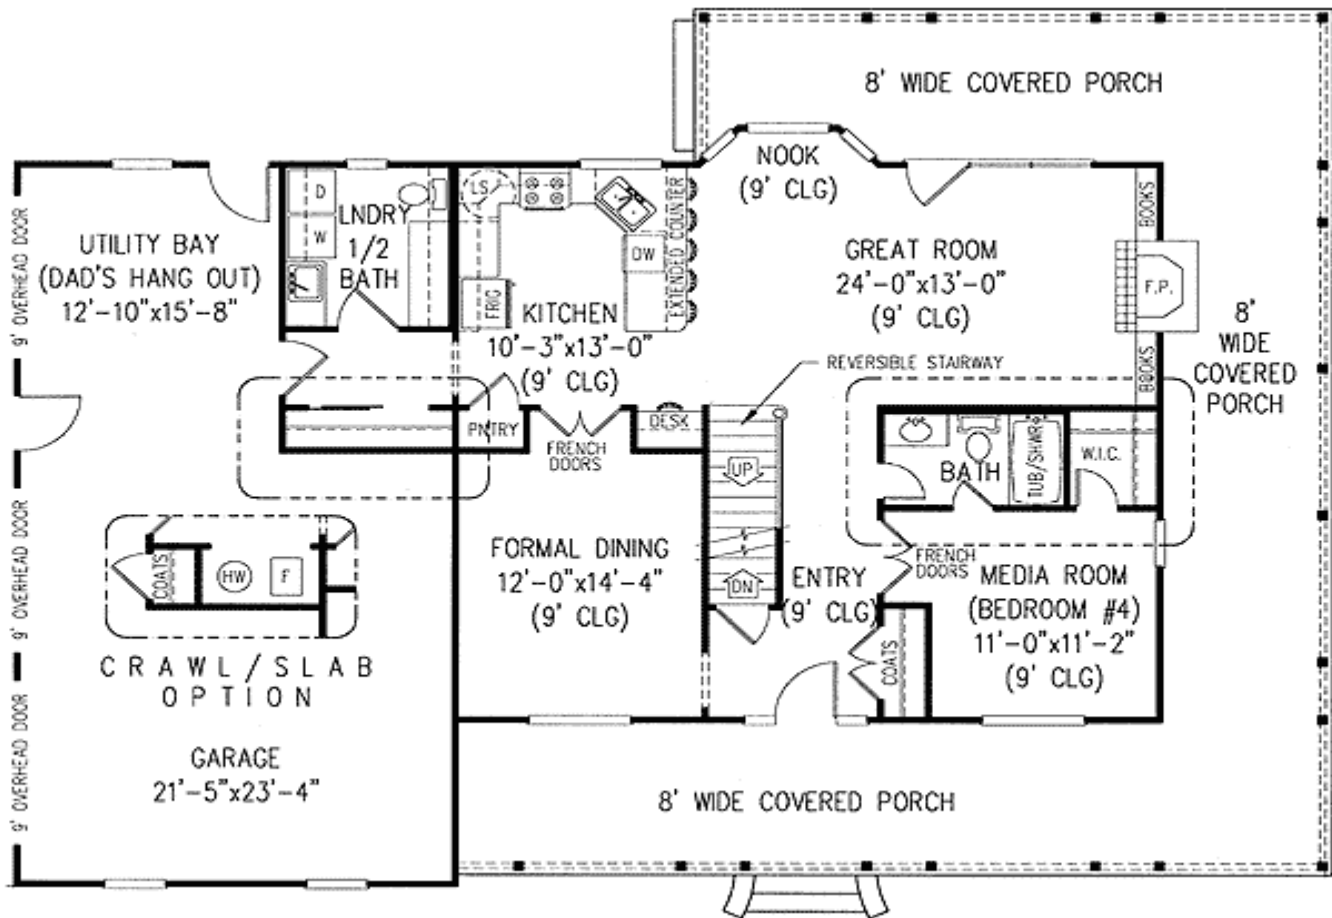 8' WIDE COVERED PORCH
NOOK
(9' CLG)
BOOKS
9' OVERHEAD DOOR
UTILITY BAY
(DAD'S HANG OUT)
12'-10"x15'-8"
D
W
LNDRY
1/2
BATH
LS
FRIG
DW
EXTENDED COUNTER
KITCHEN
10'-3"x13'-0"
(9' CLG)
GREAT ROOM
24'-0"x13'-0"
(9' CLG)
F.P.
8'
WIDE
COVERED
PORCH
REVERSIBLE STAIRWAY
BOOKS
PNTRY
FRENCH
DOORS
DESK
UP
DN
BATH
TUB/SHWR
W.I.C.
FRENCH
DOORS
9' OVERHEAD DOOR
COATS
HW
F
CRAWL/SLAB
OPTION
FORMAL DINING
12'-0"x14'-4"
(9' CLG)
ENTRY
(9' CLG)
COATS
MEDIA ROOM
(BEDROOM #4)
11'-0"x11'-2"
(9' CLG)
9' OVERHEAD DOOR
GARAGE
21'-5"x23'-4"
8' WIDE COVERED PORCH